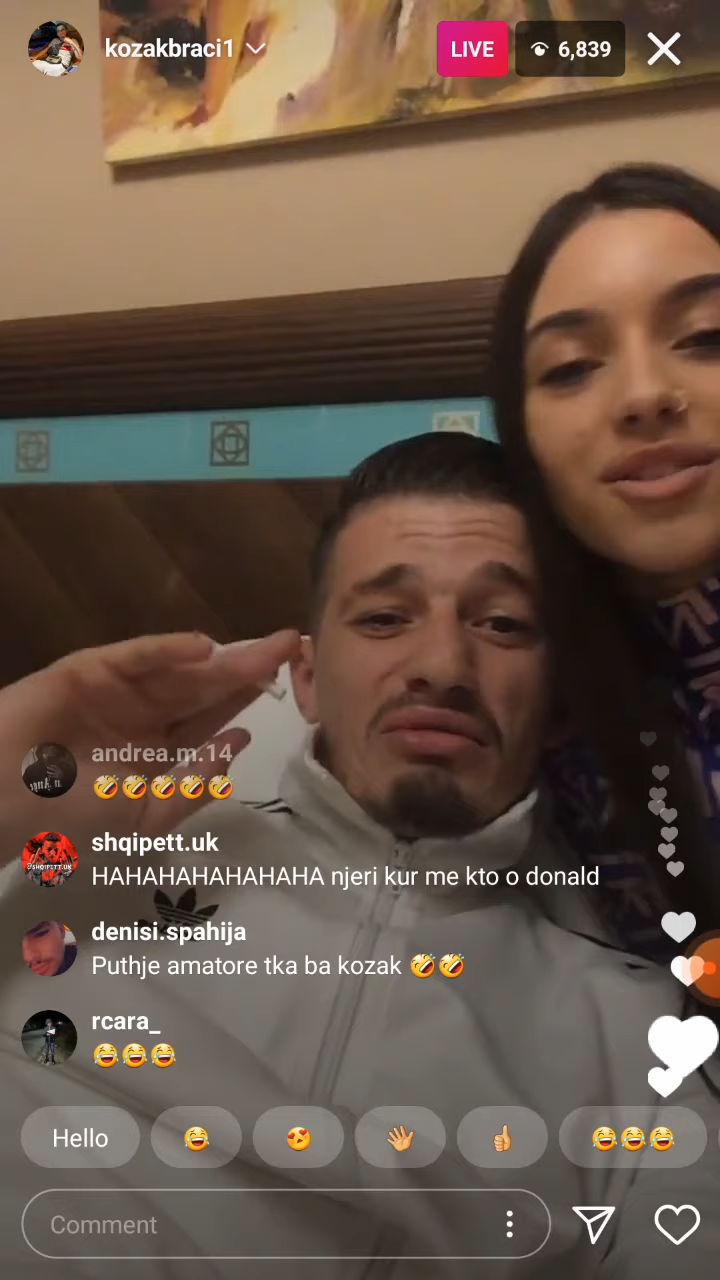 kozakbraci1
LIVE
6,839
andrea.m.14
🤣🤣🤣🤣🤣
shqipett.uk
HAHAHAHAHAHAHA njeri kur me kto o donald
denisi.spahija
Puthje amatore tka ba kozak 🤣🤣
rcara_
😂😂😂
Hello
😂
😍
👋
👍
😂😂😂
Comment